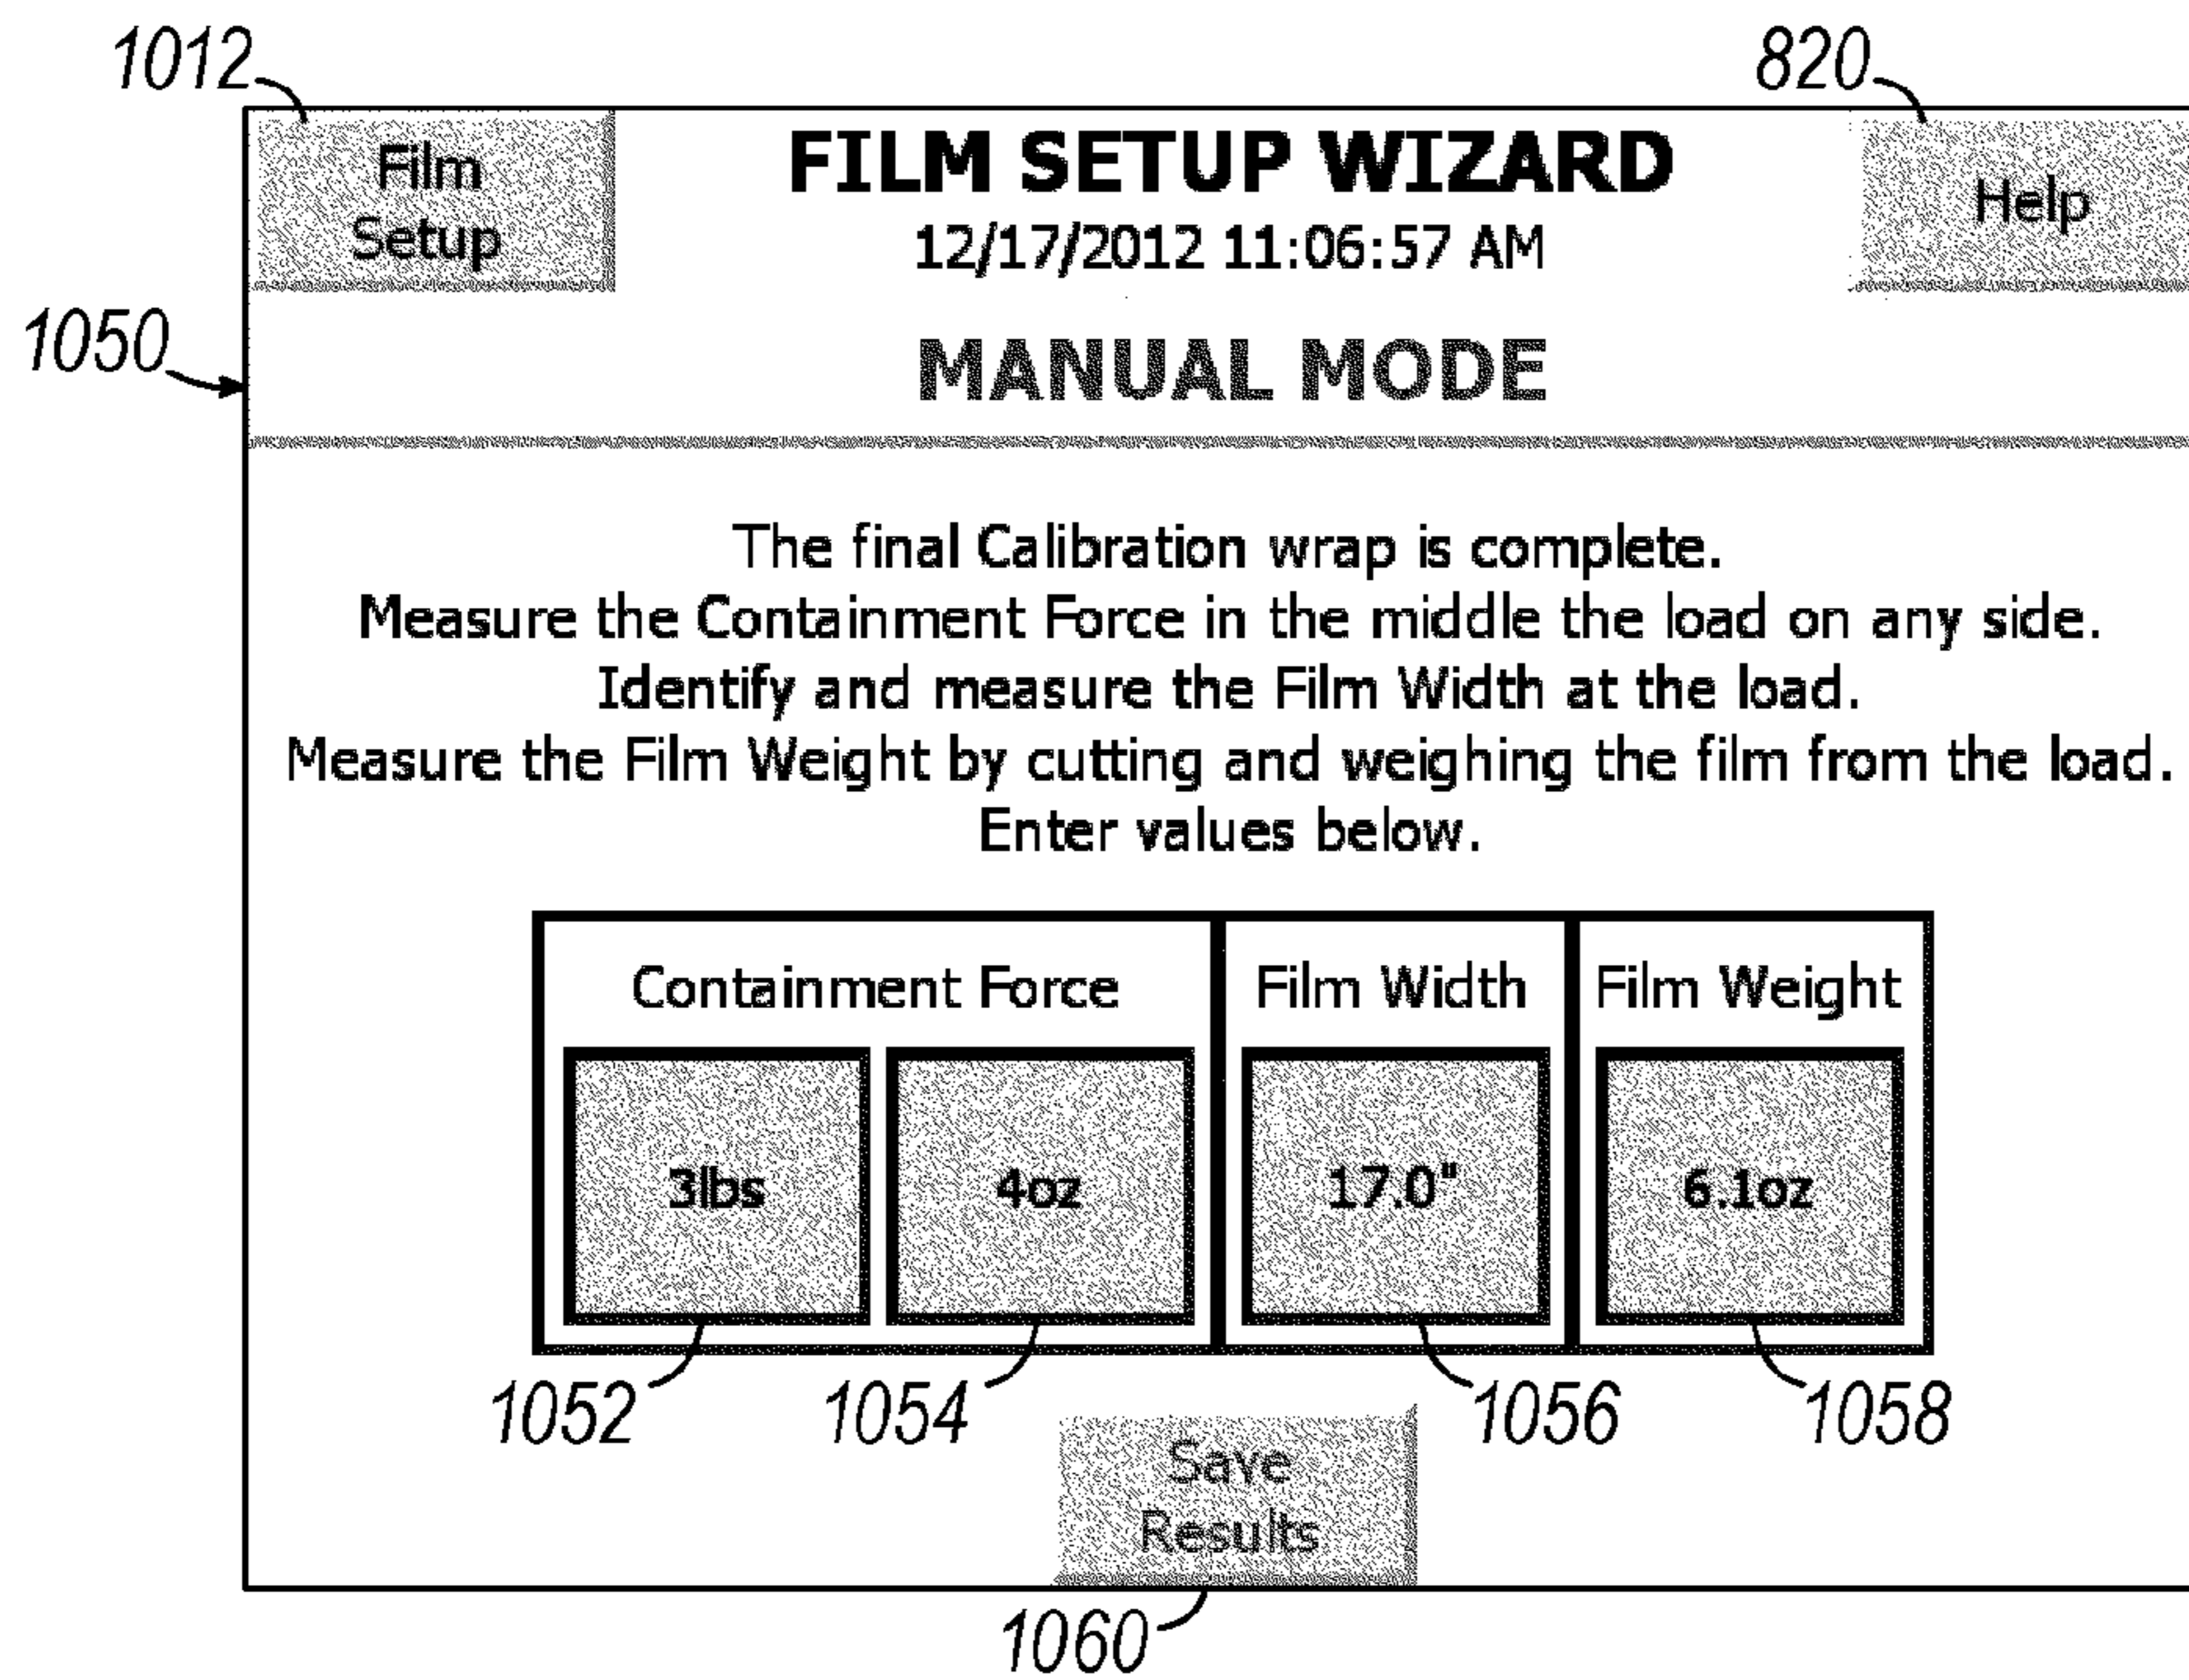 1012
820
Film
Setup
FILM SETUP WIZARD
12/17/2012 11:06:57 AM
Help
1050
MANUAL MODE
The final Calibration wrap is complete.
Measure the Containment Force in the middle the load on any side.
Identify and measure the Film Width at the load.
Measure the Film Weight by cutting and weighing the film from the load.
Enter values below.
Containment Force
Film Width
Film Weight
3lbs
4oz
17.0"
6.1oz
1052
1054
1056
1058
Save
Results
1060